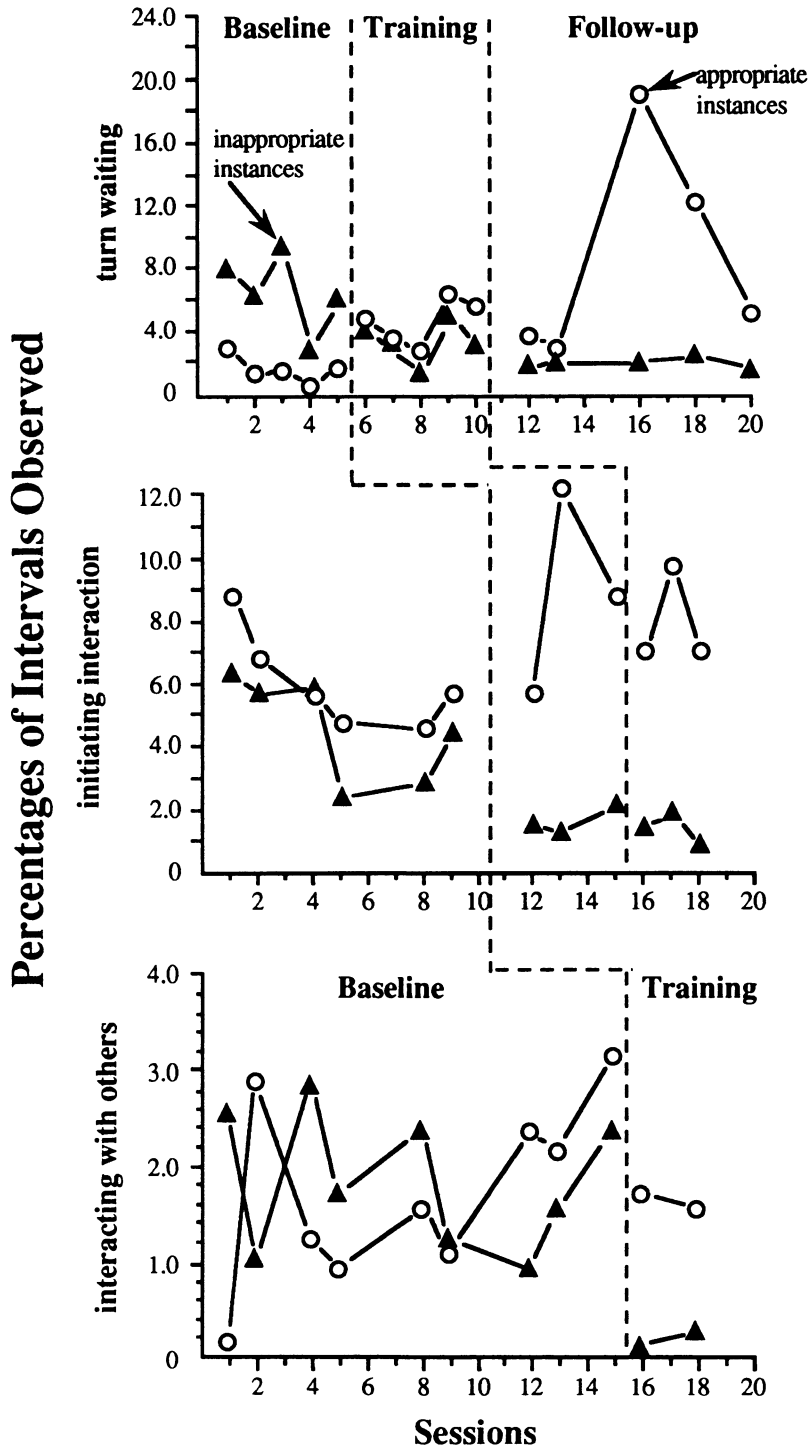 Percentages of Intervals Observed
turn waiting
24.0
20.0
16.0
12.0
8.0
4.0
0
Baseline Training Follow-up
inappropriate
instances
appropriate
instances
2 4 6 8 10 12 14 16 18 20
initiating interaction
12.0
10.0
8.0
6.0
4.0
2.0
0
2 4 6 8 10 12 14 16 18 20
interacting with others
4.0
3.0
2.0
1.0
0
Baseline Training
2 4 6 8 10 12 14 16 18 20
Sessions